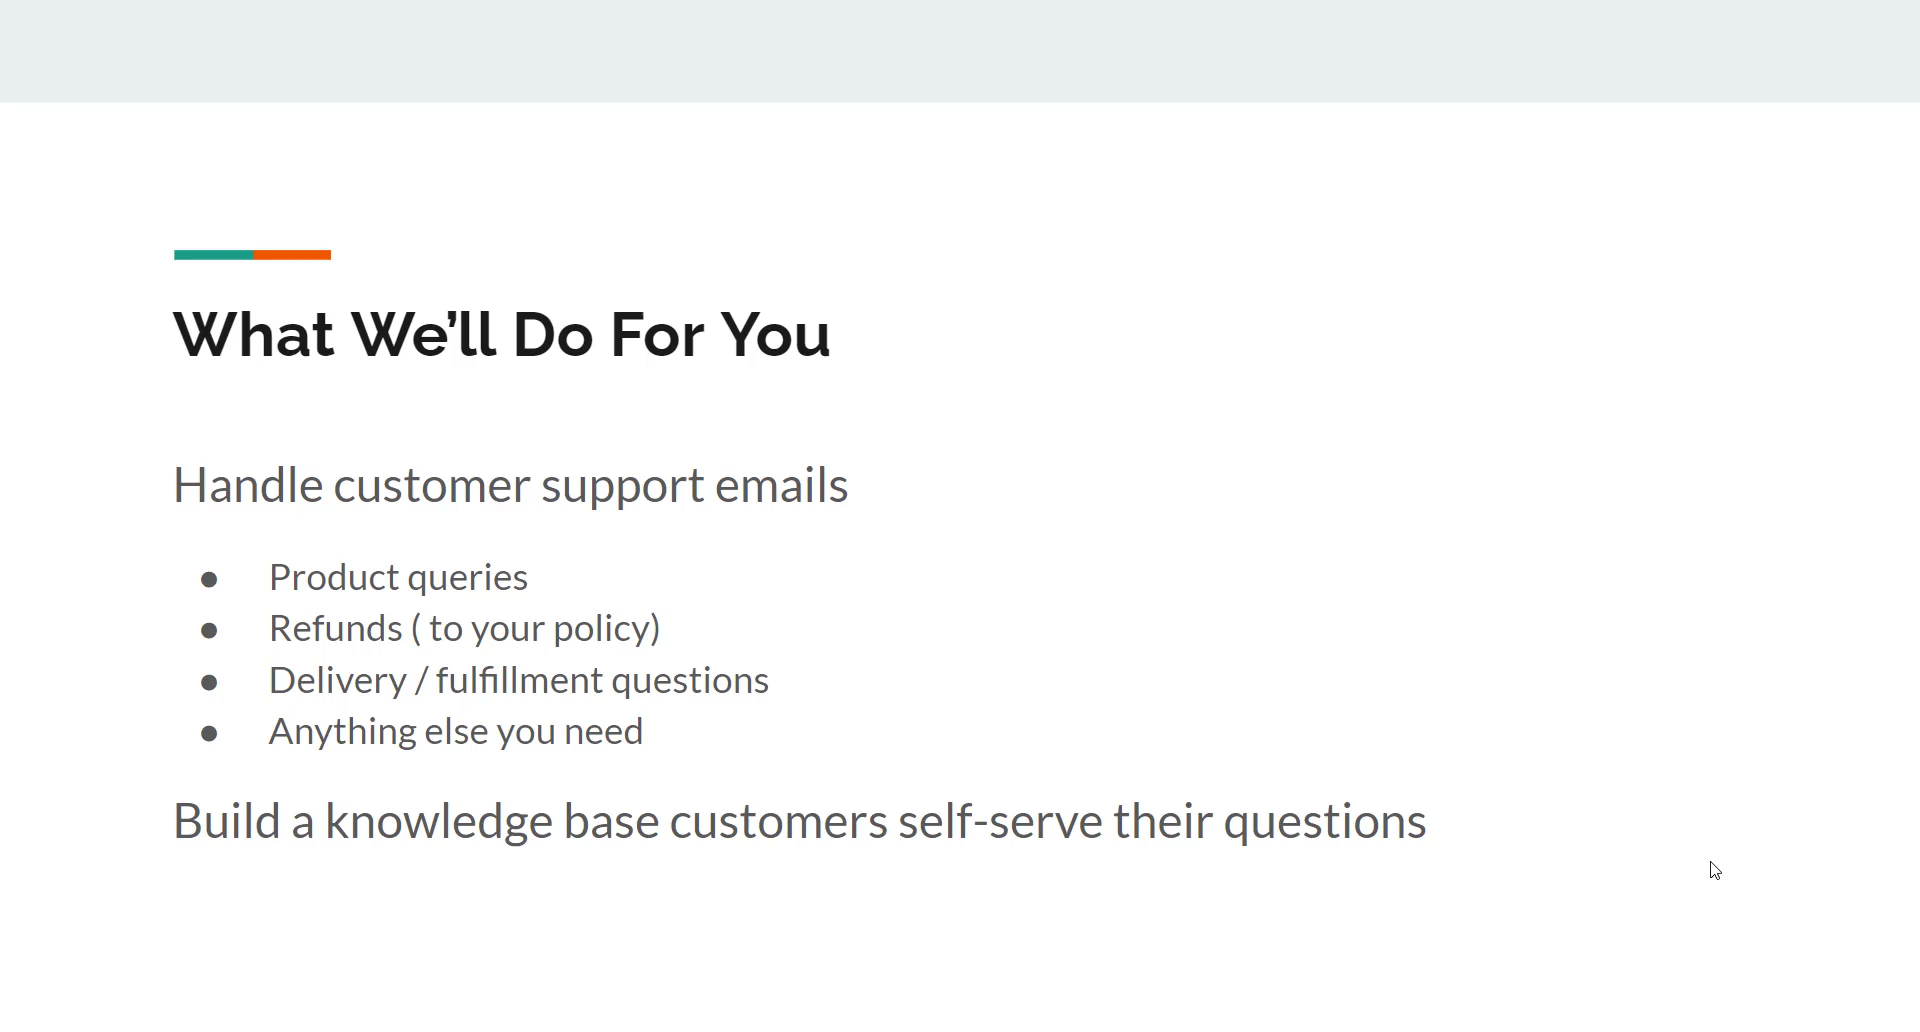 What We’ll Do For You
Handle customer support emails
● Product queries
● Refunds ( to your policy)
● Delivery / fulfillment questions
● Anything else you need
Build a knowledge base customers self-serve their questions